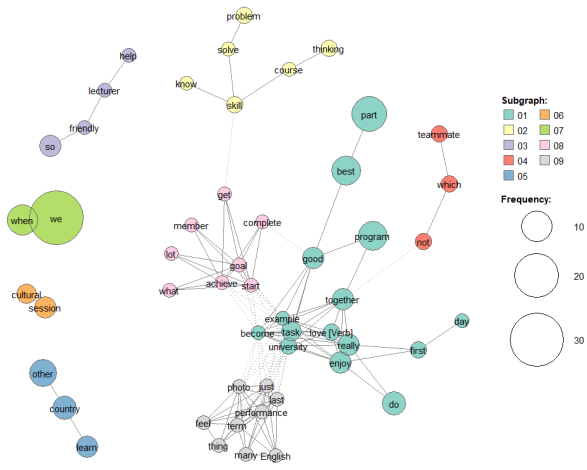 problem
help
solve
thinking
course
lecturer
know
skill
part
friendly
teammate
so
best
which
get
member
complete
when
we
program
not
lot
goal
good
what
achieve
start
cultural
session
together
example
day
become
task
love [Verb]
university
really
first
enjoy
other
photo
just
last
do
country
performance
feel
term
learn
thing
many
English
Subgraph:
01 06
02 07
03 08
04 09
05
Frequency:
10
20
30